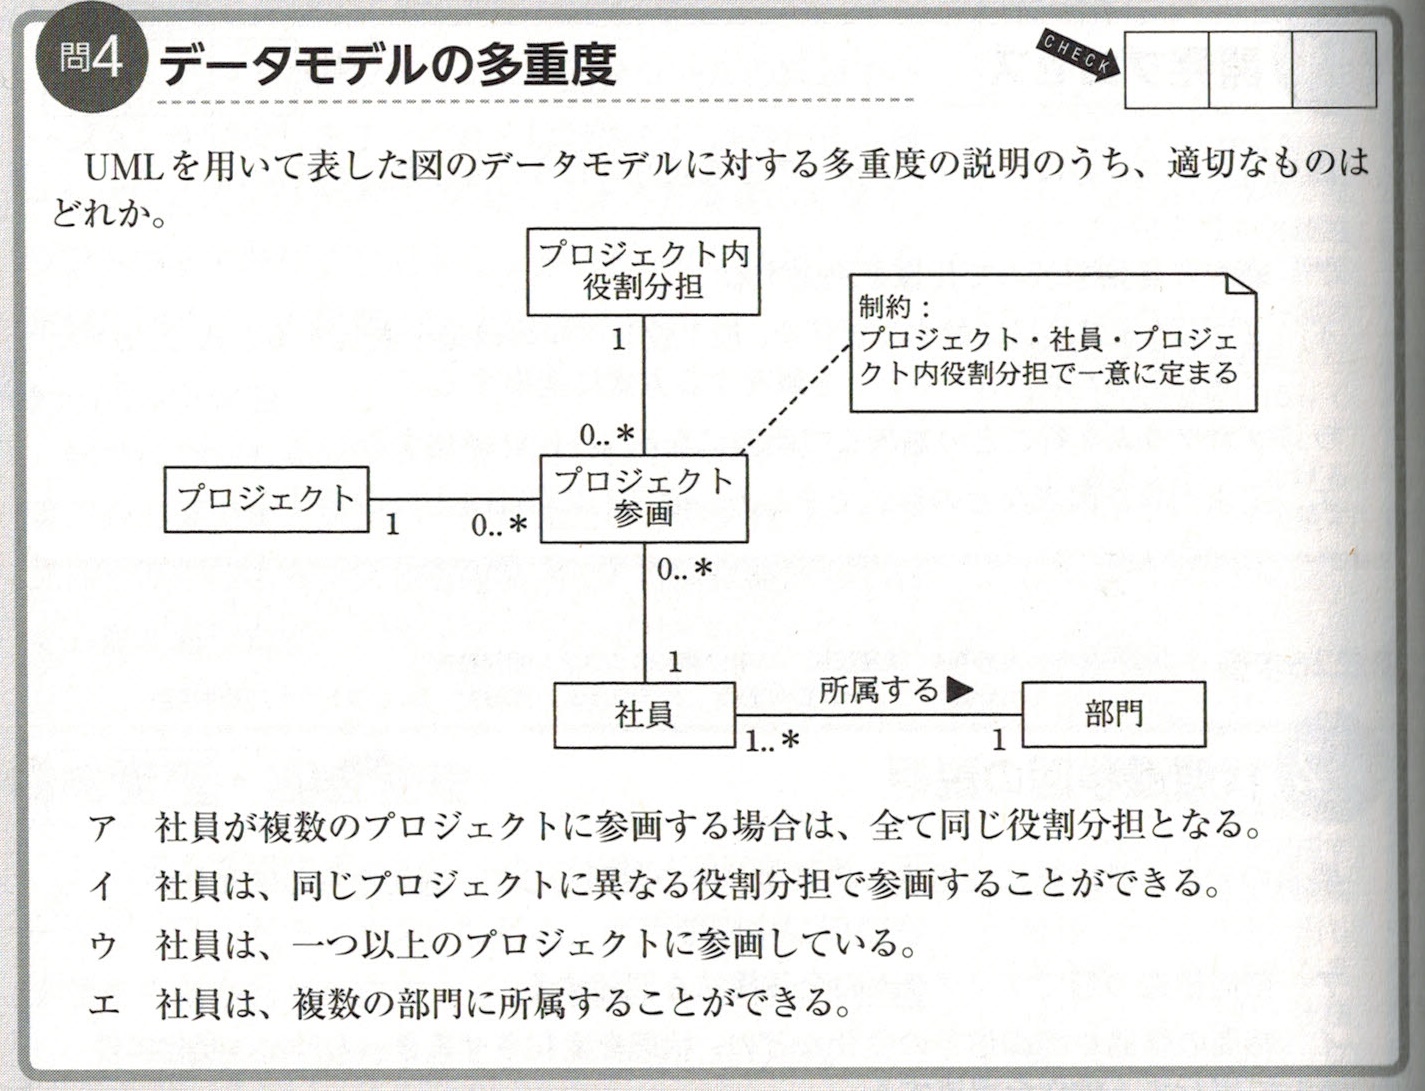 問4 データモデルの多重度
CHECK
UMLを用いて表した図のデータモデルに対する多重度の説明のうち、適切なものは
どれか。
プロジェクト内
役割分担
制約：
プロジェクト・社員・プロジェ
クト内役割分担で一意に定まる
1
0..*
プロジェクト
1
0..*
プロジェクト
参画
0..*
1
社員
所属する▶
1..*
1
部門
ア 社員が複数のプロジェクトに参画する場合は、全て同じ役割分担となる。
イ 社員は、同じプロジェクトに異なる役割分担で参画することができる。
ウ 社員は、一つ以上のプロジェクトに参画している。
エ 社員は、複数の部門に所属することができる。